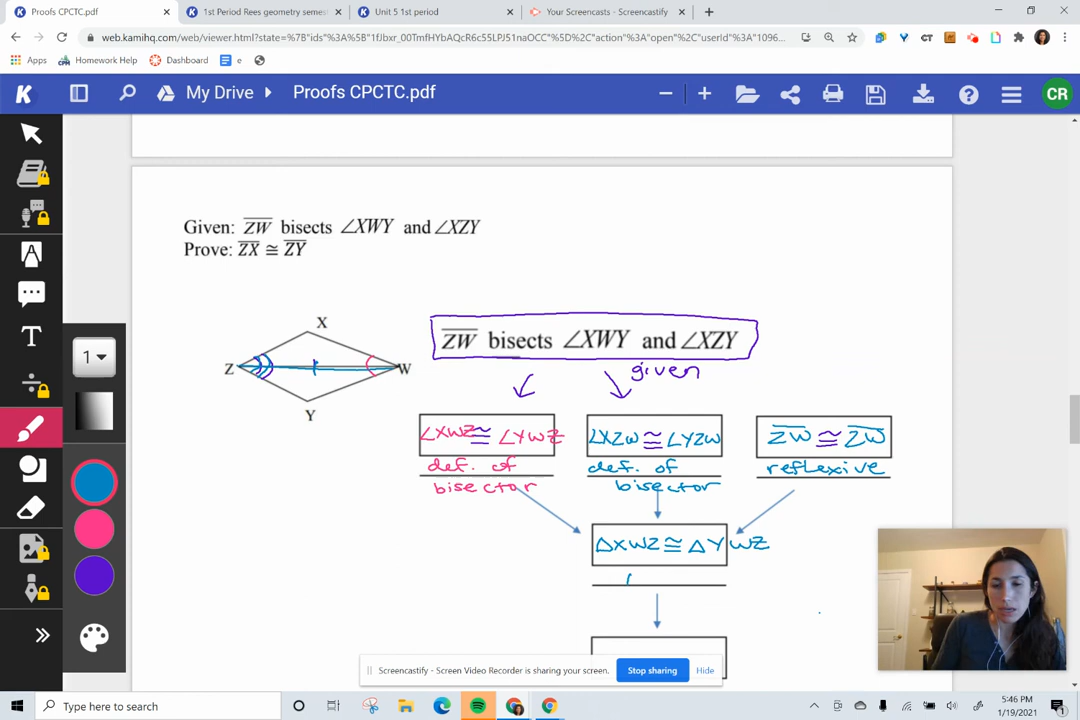 Proofs CPCTC.pdf
1st Period Rees geometry semes
Unit 5 1st period
Your Screencasts - Screencastify
web.kamihq.com/web/viewer.html?state=%7B"ids"%3A%5B"1fJbxr_00TmfHYbAQcR6c55LPJ51naOCC"%5D%2C"action"%3A"open"%2C"userId"%3A"1096...
Apps
Homework Help
Dashboard
e
My Drive
Proofs CPCTC.pdf
CR
Given: ZW bisects ∠XWY and ∠XZY
Prove: ZX ≅ ZY
X
Z
W
Y
ZW bisects ∠XWY and ∠XZY
given
∠XWZ ≅ ∠YWZ
def. of
bisector
∠XZW ≅ ∠YZW
def. of
bisector
ZW ≅ ZW
reflexive
△XWZ ≅ △YWZ
T
1
Screencastify - Screen Video Recorder is sharing your screen.
Stop sharing
Hide
Type here to search
5:46 PM
1/19/2021